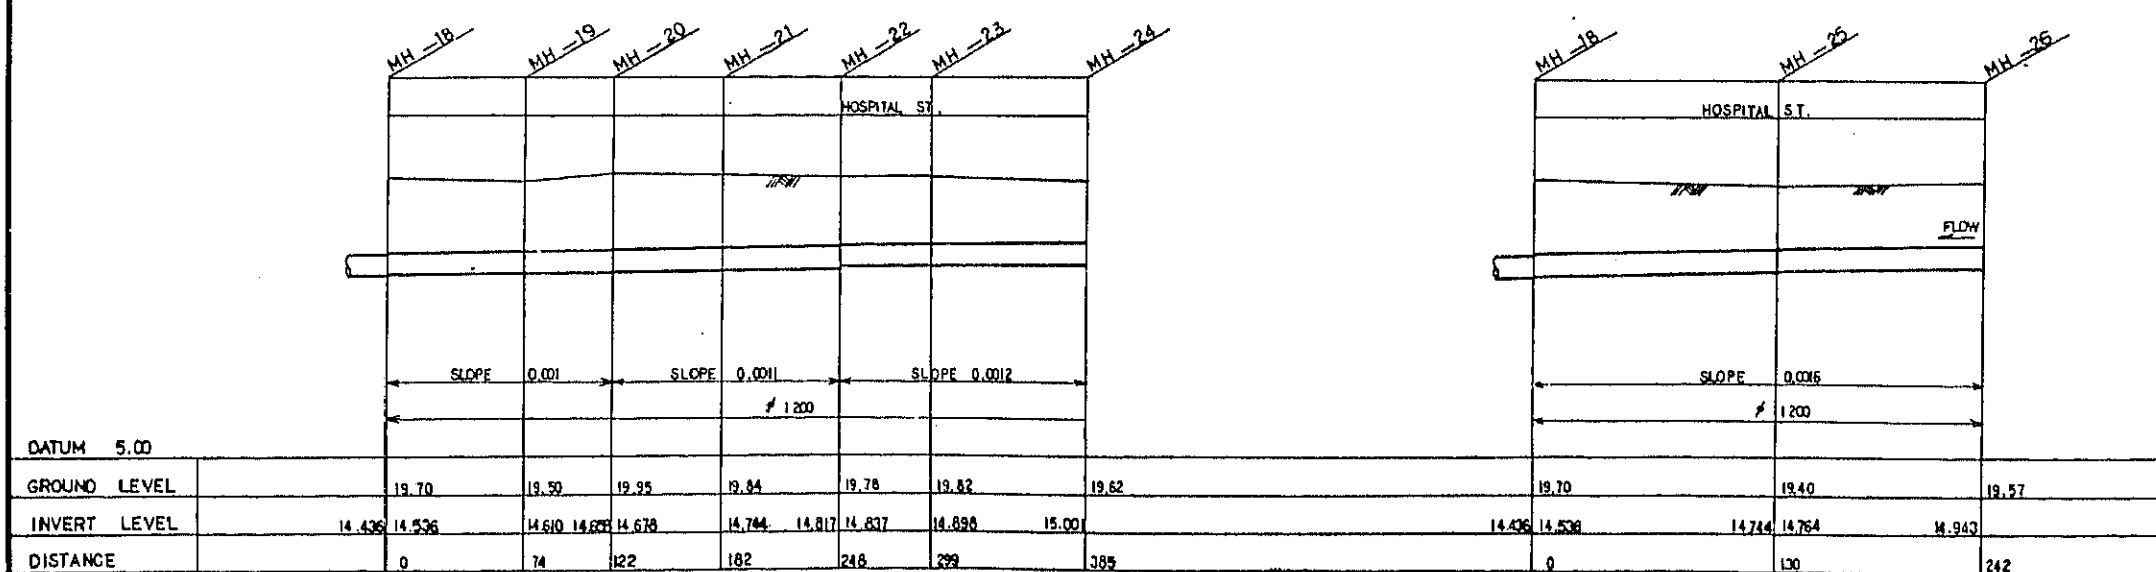 MH -18 MH -19 MH -20 MH -21 MH -22 MH -23 MH -24 MH -18 MH -25 MH -26
HOSPITAL ST. HOSPITAL ST.
FLOW
SLOPE 0.001 SLOPE 0.0011 SLOPE 0.0012 SLOPE 0.0016
ø 1200 ø 1200
DATUM 5.00
GROUND LEVEL 19.70 19.50 19.95 19.84 19.78 19.82 19.62 19.70 19.40 19.57
INVERT LEVEL 14.436 14.536 14.610 14.678 14.744 14.817 14.837 14.898 15.001 14.436 14.536 14.744 14.764 14.943
DISTANCE 0 74 122 182 248 299 385 0 130 242